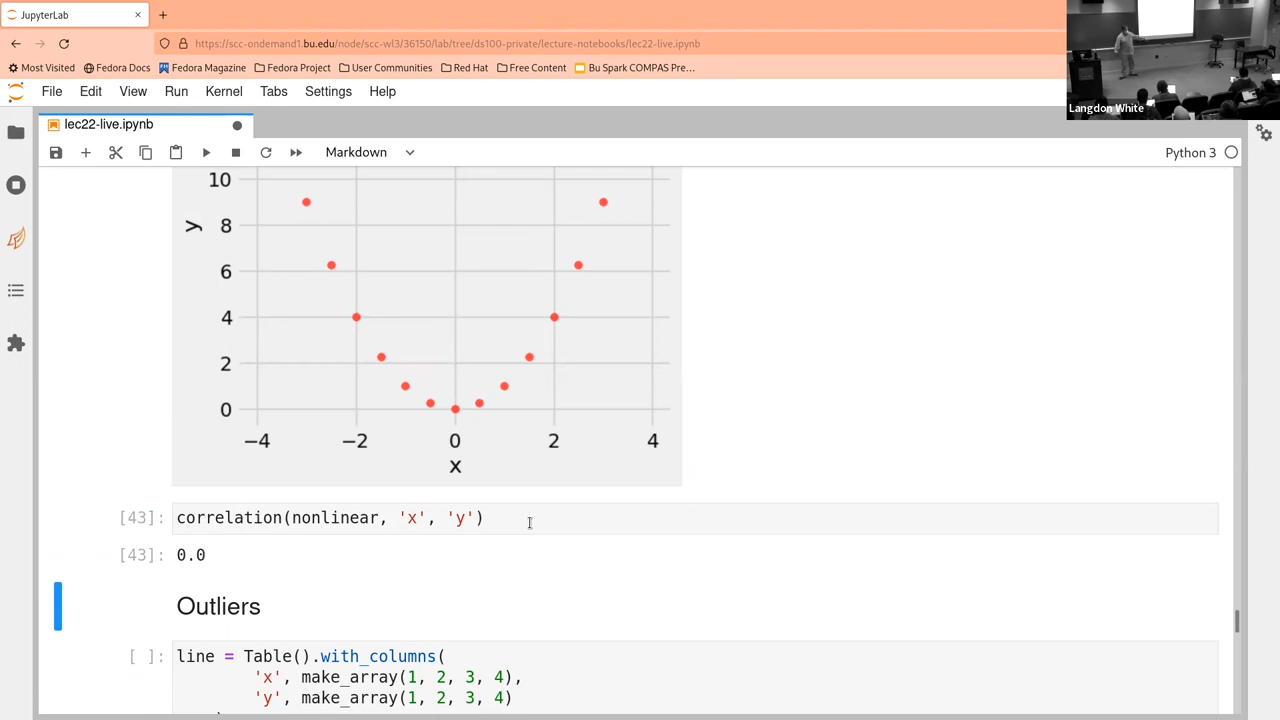 JupyterLab
https://scc-ondemand1.bu.edu/node/scc-wl3/36150/lab/tree/ds100-private/lecture-notebooks/lec22-live.ipynb
Most Visited Fedora Docs Fedora Magazine Fedora Project User Communities Red Hat Free Content Bu Spark COMPAS Pre…
Langdon White
File Edit View Run Kernel Tabs Settings Help
lec22-live.ipynb
Markdown Python 3
10
8
6
4
2
0
y
−4 −2 0 2 4
x
[43]: correlation(nonlinear, 'x', 'y')
[43]: 0.0
Outliers
[ ]: line = Table().with_columns(
'x', make_array(1, 2, 3, 4),
'y', make_array(1, 2, 3, 4)
)